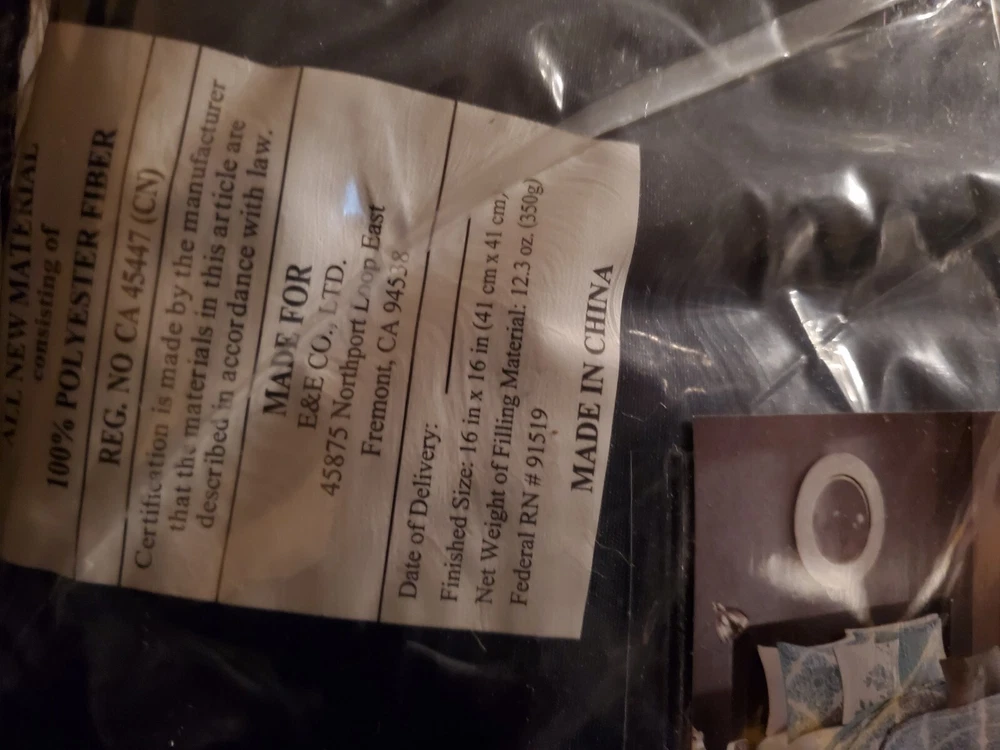 ALL NEW MATERIAL
consisting of
100% POLYESTER FIBER
REG. NO CA 45447 (CN)
Certification is made by the manufacturer
that the materials in this article are
described in accordance with law.
MADE FOR
E&E CO., LTD.
45875 Northport Loop East
Fremont, CA 94538
Date of Delivery:
Finished Size: 16 in x 16 in (41 cm x 41 cm)
Net Weight of Filling Material: 12.3 oz. (350g)
Federal RN # 91519
MADE IN CHINA